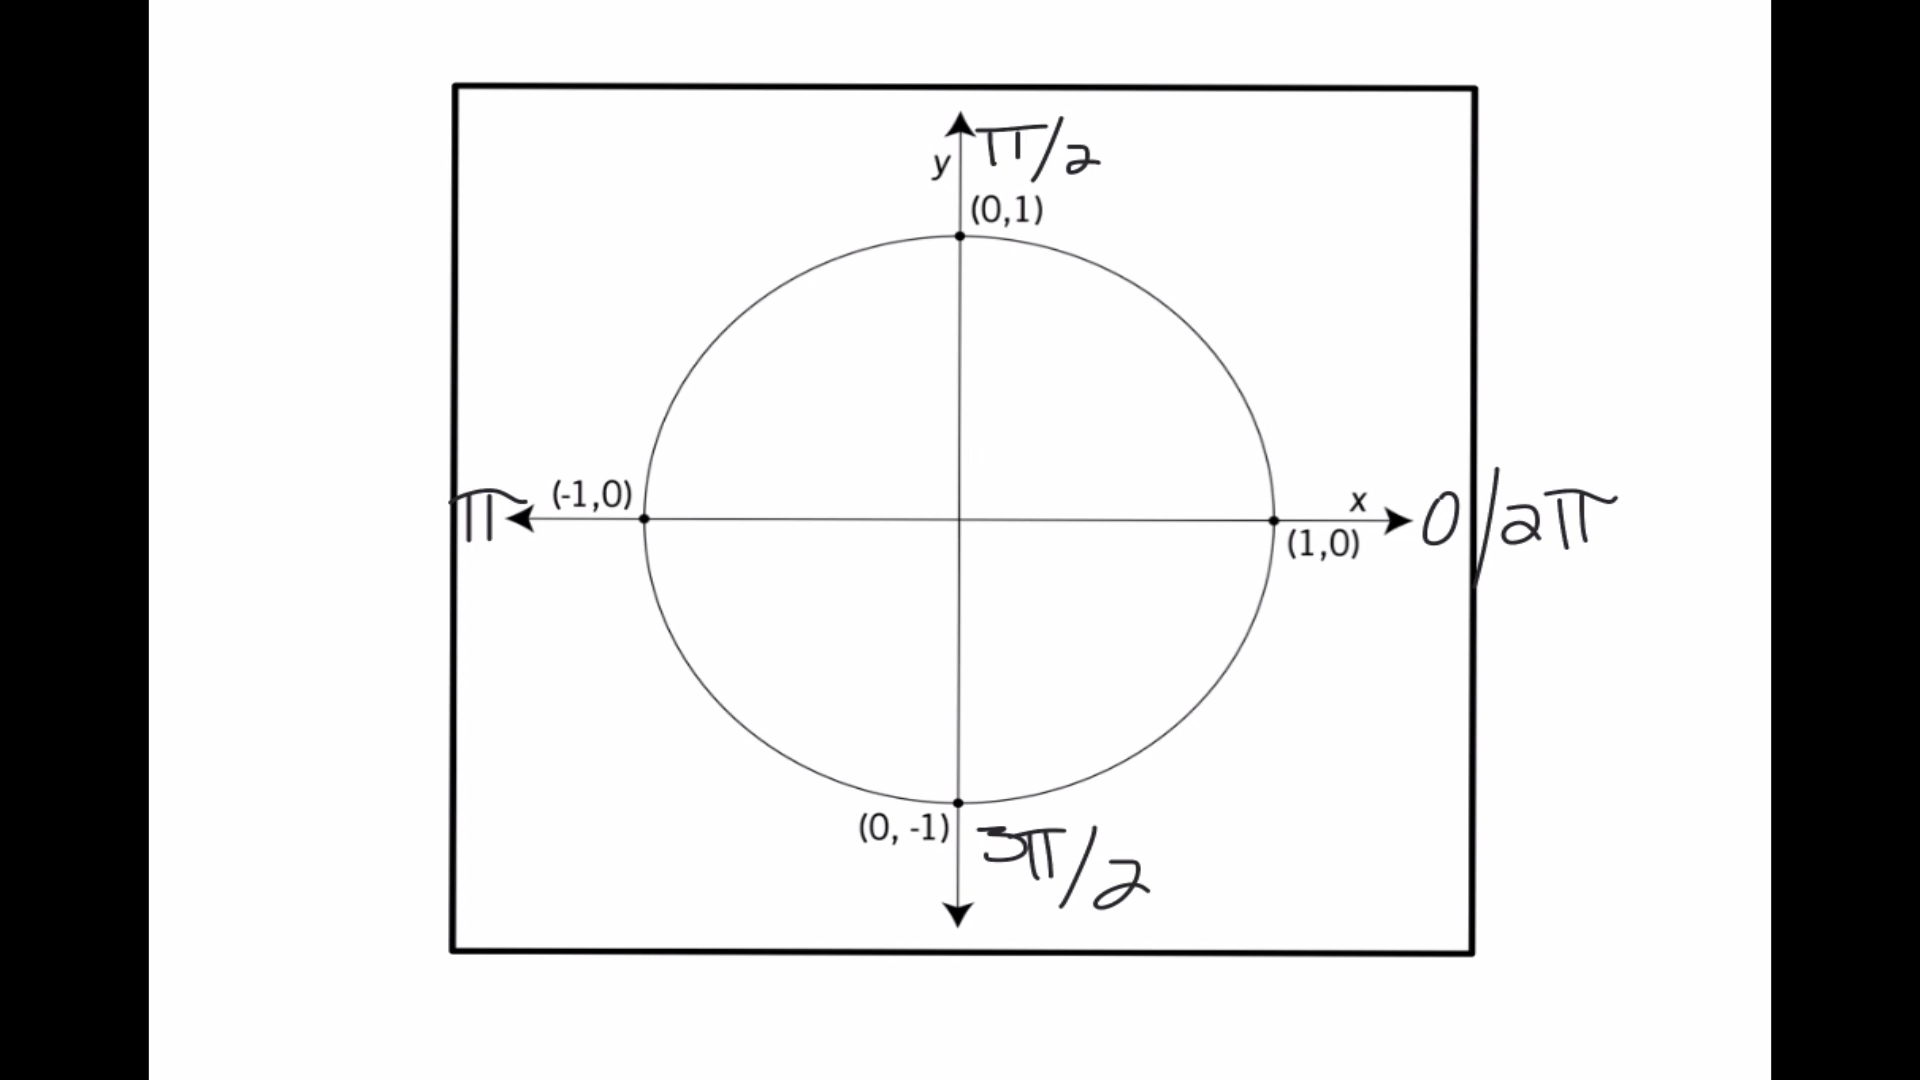 π/2
y
(0,1)
π
(-1,0)
x
0/2π
(1,0)
(0, -1)
3π/2